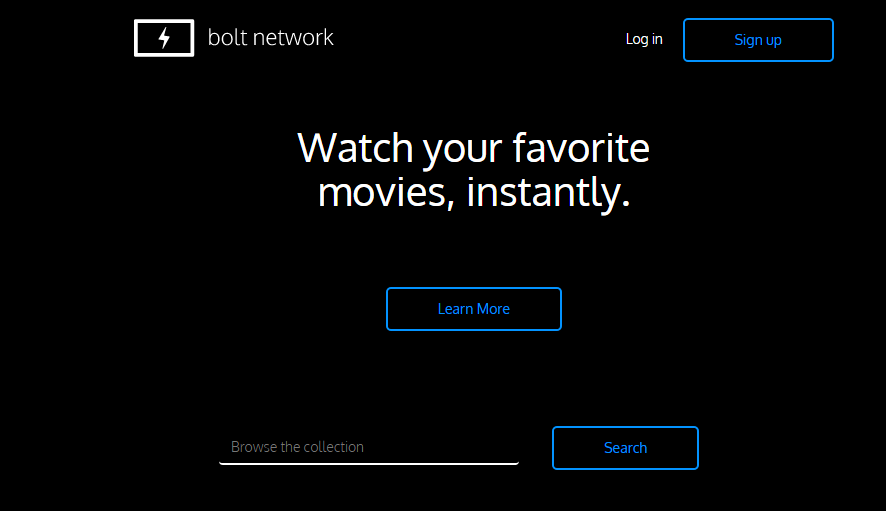 bolt network
Log in
Sign up
Watch your favorite
movies, instantly.
Learn More
Browse the collection
Search